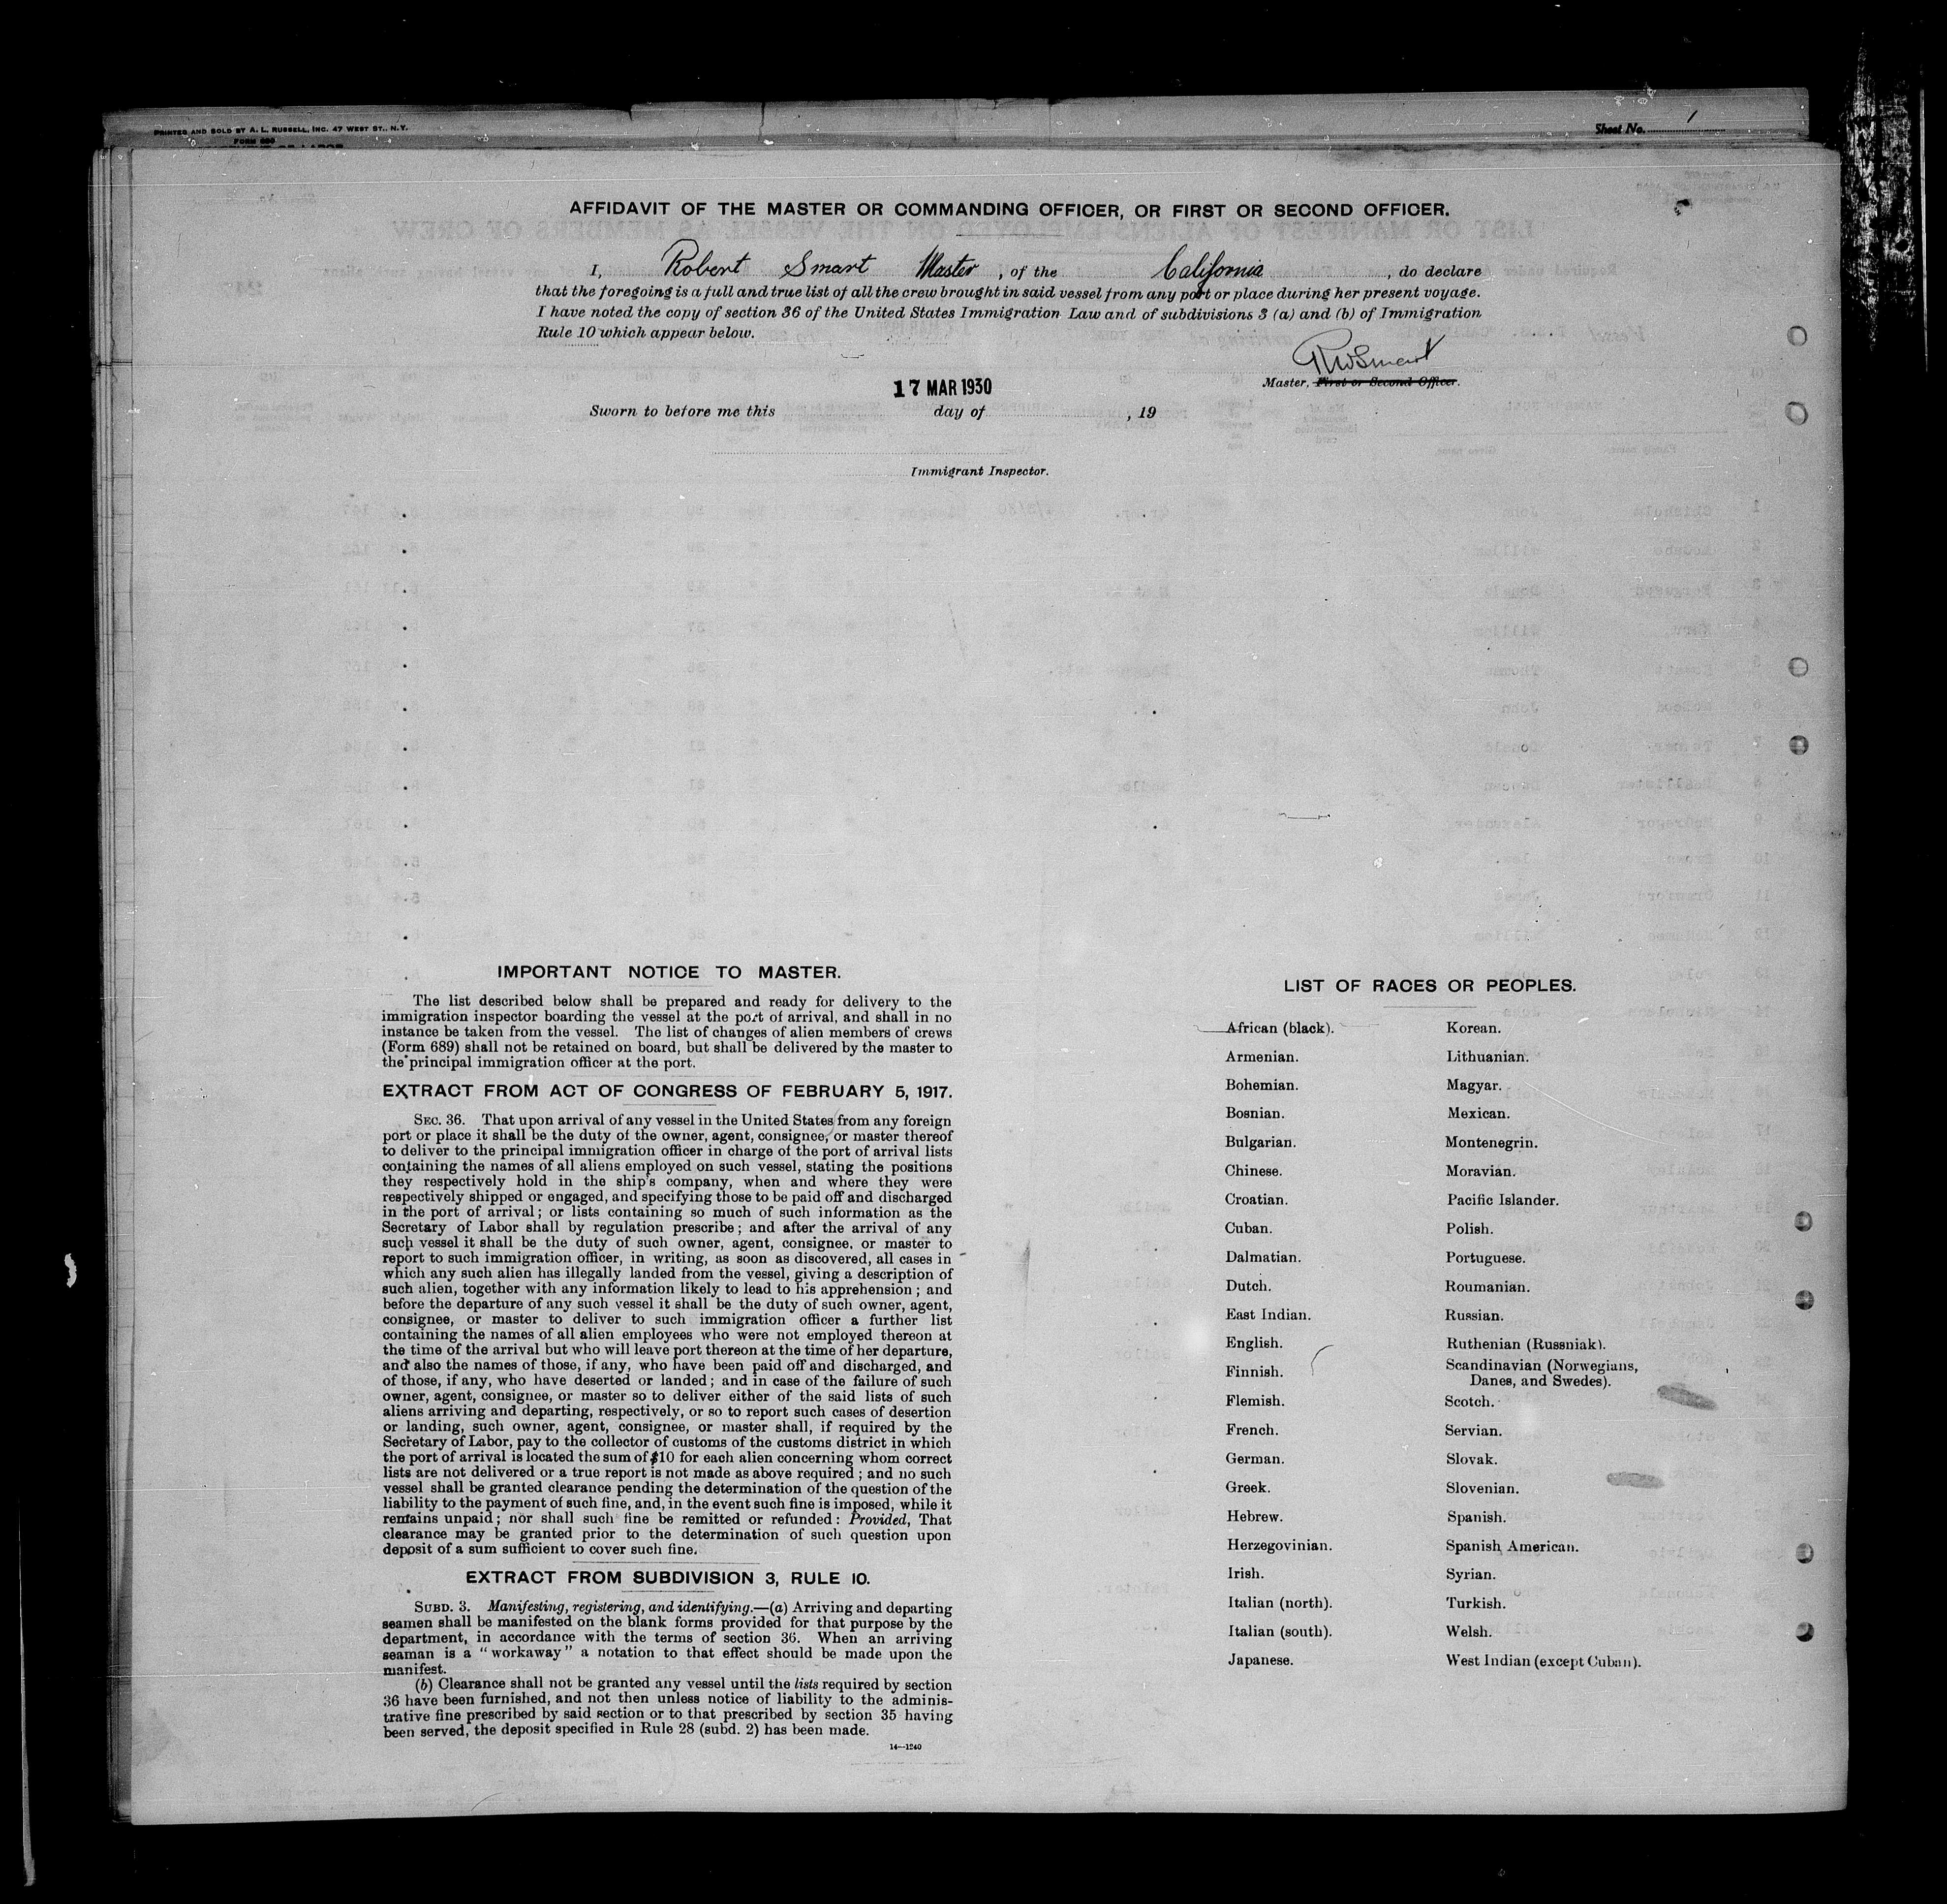 PRINTED AND SOLD BY A. L. RUSSELL, INC. 47 WEST ST., N.Y.
FORM 680
Sheet No. 1
AFFIDAVIT OF THE MASTER OR COMMANDING OFFICER, OR FIRST OR SECOND OFFICER.
I, Robert Smart Master, of the California, do declare
that the foregoing is a full and true list of all the crew brought in said vessel from any port or place during her present voyage.
I have noted the copy of section 36 of the United States Immigration Law and of subdivisions 3 (a) and (b) of Immigration
Rule 10 which appear below.
RWSmart
Master, First or Second Officer.
17 MAR 1930
Sworn to before me this day of , 19
Immigrant Inspector.
IMPORTANT NOTICE TO MASTER.
The list described below shall be prepared and ready for delivery to the
immigration inspector boarding the vessel at the port of arrival, and shall in no
instance be taken from the vessel. The list of changes of alien members of crews
(Form 689) shall not be retained on board, but shall be delivered by the master to
the principal immigration officer at the port.
EXTRACT FROM ACT OF CONGRESS OF FEBRUARY 5, 1917.
SEC. 36. That upon arrival of any vessel in the United States from any foreign
port or place it shall be the duty of the owner, agent, consignee, or master thereof
to deliver to the principal immigration officer in charge of the port of arrival lists
containing the names of all aliens employed on such vessel, stating the positions
they respectively hold in the ship's company, when and where they were
respectively shipped or engaged, and specifying those to be paid off and discharged
in the port of arrival; or lists containing so much of such information as the
Secretary of Labor shall by regulation prescribe; and after the arrival of any
such vessel it shall be the duty of such owner, agent, consignee, or master to
report to such immigration officer, in writing, as soon as discovered, all cases in
which any such alien has illegally landed from the vessel, giving a description of
such alien, together with any information likely to lead to his apprehension; and
before the departure of any such vessel it shall be the duty of such owner, agent,
consignee, or master to deliver to such immigration officer a further list
containing the names of all alien employees who were not employed thereon at
the time of the arrival but who will leave port thereon at the time of her departure,
and also the names of those, if any, who have been paid off and discharged, and
of those, if any, who have deserted or landed; and in case of the failure of such
owner, agent, consignee, or master so to deliver either of the said lists of such
aliens arriving and departing, respectively, or so to report such cases of desertion
or landing, such owner, agent, consignee, or master shall, if required by the
Secretary of Labor, pay to the collector of customs of the customs district in which
the port of arrival is located the sum of $10 for each alien concerning whom correct
lists are not delivered or a true report is not made as above required; and no such
vessel shall be granted clearance pending the determination of the question of the
liability to the payment of such fine, and, in the event such fine is imposed, while it
remains unpaid; nor shall such fine be remitted or refunded: Provided, That
clearance may be granted prior to the determination of such question upon
deposit of a sum sufficient to cover such fine.
EXTRACT FROM SUBDIVISION 3, RULE 10.
SUBD. 3. Manifesting, registering, and identifying.—(a) Arriving and departing
seamen shall be manifested on the blank forms provided for that purpose by the
department, in accordance with the terms of section 36. When an arriving
seaman is a "workaway" a notation to that effect should be made upon the
manifest.
(b) Clearance shall not be granted any vessel until the lists required by section
36 have been furnished, and not then unless notice of liability to the adminis-
trative fine prescribed by said section or to that prescribed by section 35 having
been served, the deposit specified in Rule 28 (subd. 2) has been made.
14—1240
LIST OF RACES OR PEOPLES.
African (black).
Armenian.
Bohemian.
Bosnian.
Bulgarian.
Chinese.
Croatian.
Cuban.
Dalmatian.
Dutch.
East Indian.
English.
Finnish.
Flemish.
French.
German.
Greek.
Hebrew.
Herzegovinian.
Irish.
Italian (north).
Italian (south).
Japanese.
Korean.
Lithuanian.
Magyar.
Mexican.
Montenegrin.
Moravian.
Pacific Islander.
Polish.
Portuguese.
Roumanian.
Russian.
Ruthenian (Russniak).
Scandinavian (Norwegians,
Danes, and Swedes).
Scotch.
Servian.
Slovak.
Slovenian.
Spanish.
Spanish American.
Syrian.
Turkish.
Welsh.
West Indian (except Cuban).